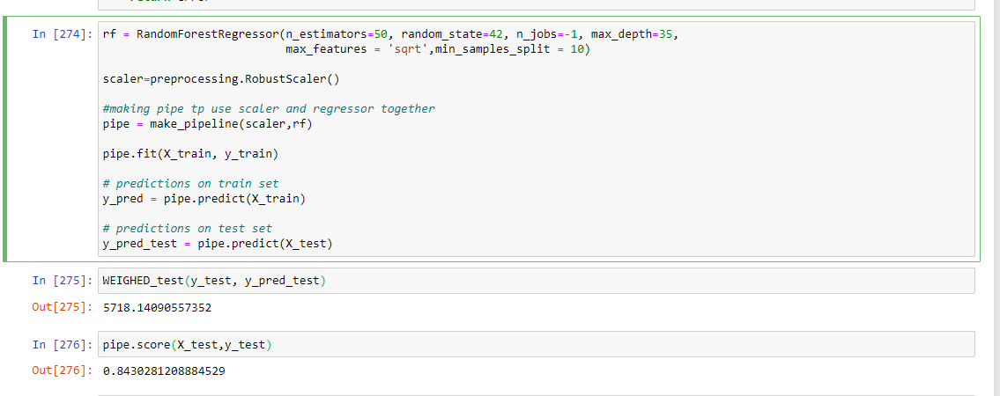 In [274]: rf = RandomForestRegressor(n_estimators=50, random_state=42, n_jobs=-1, max_depth=35,
max_features = 'sqrt',min_samples_split = 10)
scaler=preprocessing.RobustScaler()
#making pipe tp use scaler and regressor together
pipe = make_pipeline(scaler,rf)
pipe.fit(X_train, y_train)
# predictions on train set
y_pred = pipe.predict(X_train)
# predictions on test set
y_pred_test = pipe.predict(X_test)
In [275]: WEIGHED_test(y_test, y_pred_test)
Out[275]: 5718.14090557352
In [276]: pipe.score(X_test,y_test)
Out[276]: 0.8430281208884529